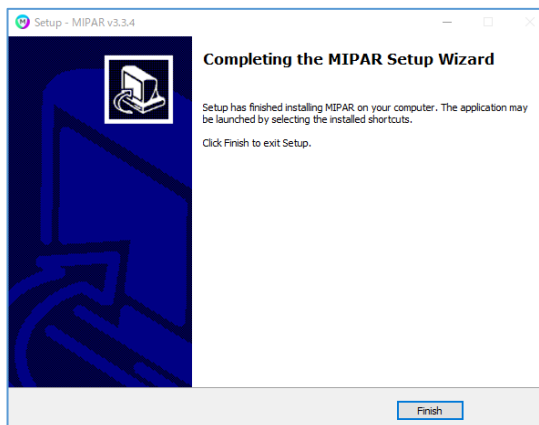 Setup - MIPAR v3.3.4
Completing the MIPAR Setup Wizard
Setup has finished installing MIPAR on your computer. The application may
be launched by selecting the installed shortcuts.
Click Finish to exit Setup.
Finish